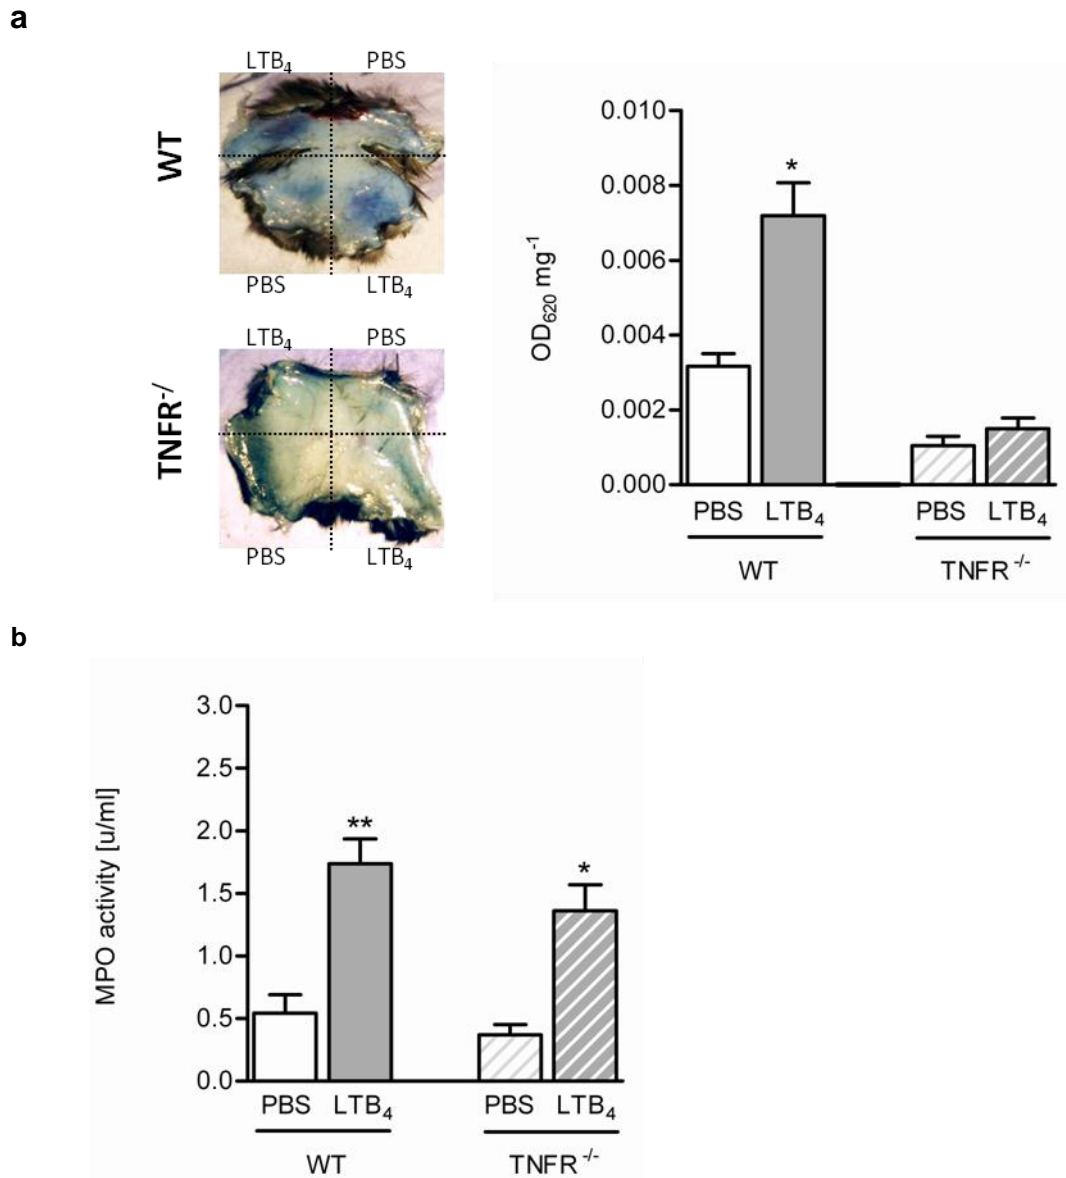 a
LTB₄ PBS
WT
PBS LTB₄
LTB₄ PBS
TNFR⁻/
PBS LTB₄
OD₆₂₀ mg⁻¹
0.010
0.008
0.006
0.004
0.002
0.000
*
PBS LTB₄ PBS LTB₄
WT TNFR ⁻/⁻
b
MPO activity [u/ml]
3.0
2.5
2.0
1.5
1.0
0.5
0.0
**
*
PBS LTB₄ PBS LTB₄
WT TNFR ⁻/⁻